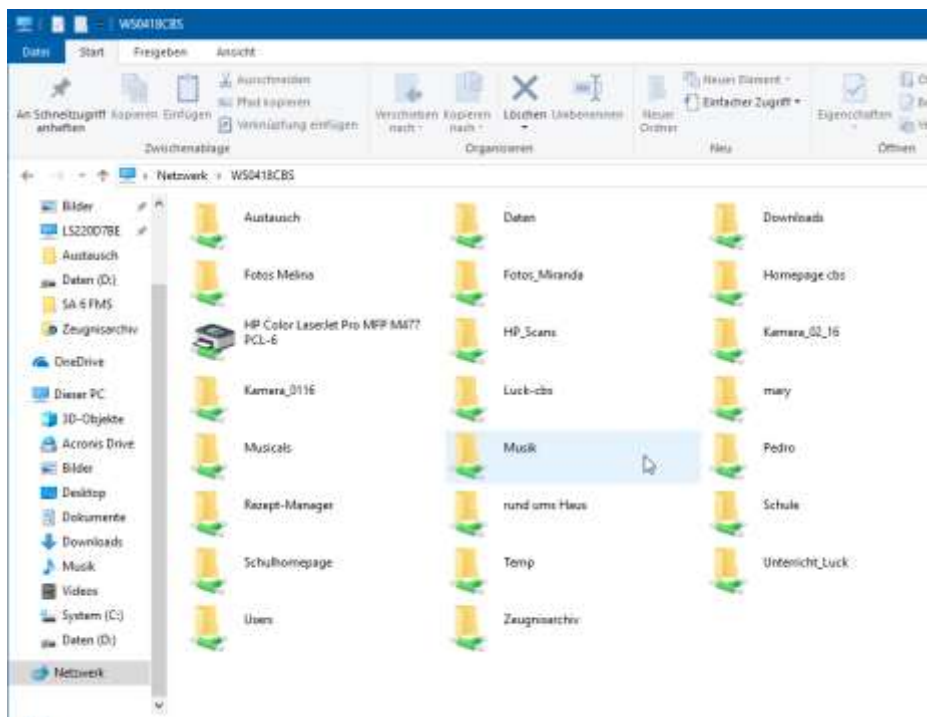 WS0418CBS
Datei Start Freigeben Ansicht
An Schnellzugriff anheften
Kopieren
Einfügen
Ausschneiden
Pfad kopieren
Verknüpfung einfügen
Verschieben nach
Kopieren nach
Löschen
Umbenennen
Neuer Ordner
Neues Element
Einfacher Zugriff
Eigenschaften
Zwischenablage
Organisieren
Neu
Öffnen
Netzwerk WS0418CBS
Bilder
LS220D7BE
Austausch
Daten (D:)
SA 6 FMS
Zeugnisarchiv
OneDrive
Dieser PC
3D-Objekte
Acronis Drive
Bilder
Desktop
Dokumente
Downloads
Musik
Videos
System (C:)
Daten (D:)
Netzwerk
Austausch
Daten
Downloads
Fotos Melina
Fotos_Miranda
Homepage cbs
HP Color LaserJet Pro MFP M477
PCL-6
HP_Scans
Kamera_02_16
Kamera_0116
Luck-cbs
mary
Musicals
Musik
Pedro
Rezept-Manager
rund ums Haus
Schule
Schulhomepage
Temp
Unterricht_Luck
Users
Zeugnisarchiv